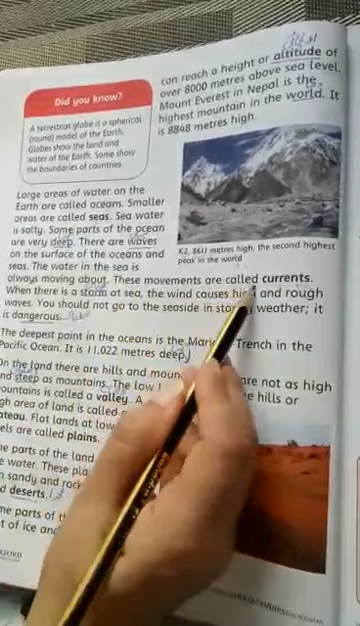 can reach a height or altitude of
over 8000 metres above sea level.
Mount Everest in Nepal is the
highest mountain in the world. It
is 8848 metres high.
Did you know?
A terrestrial globe is a spherical
(round) model of the Earth.
Globes show the land and
water of the Earth. Some show
the boundaries of countries.
K2, 8611 metres high, the second highest
peak in the world
Large areas of water on the
Earth are called oceans. Smaller
areas are called seas. Sea water
is salty. Some parts of the ocean
are very deep. There are waves
on the surface of the oceans and
seas. The water in the sea is
always moving about. These movements are called currents.
When there is a storm at sea, the wind causes and rough
waves. You should not go to the seaside in weather; it
is dangerous.
The deepest point in the oceans is the Trench in the
Pacific Ocean. It is 11,022 metres deep.
On the land there are hills and
and steep as mountains. The low are not as high
ountains is called a valley. A hills or
gh area of land is called
ateau. Flat lands at low
els are called plains.
me parts of the land
e water. These
n sandy and rock
d deserts.
me parts of
t of ice an